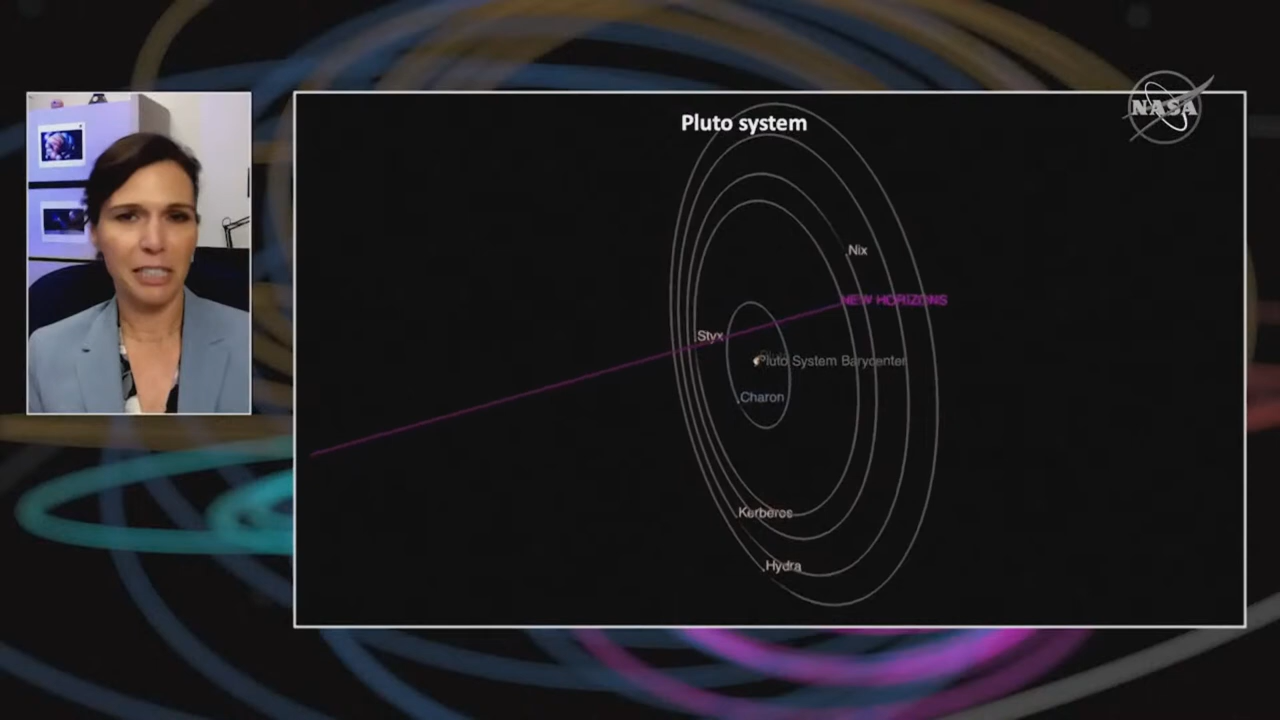 Pluto system
NASA
Nix
NEW HORIZONS
Styx
Pluto System Barycenter
Charon
Kerberos
Hydra